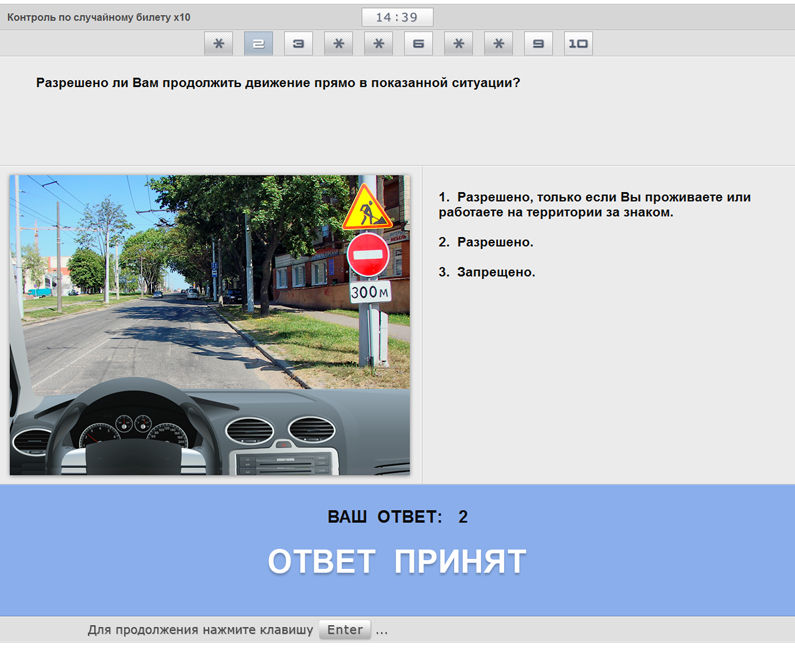 Контроль по случайному билету x10
14:39
* 2 3 * * 6 * * 9 10
Разрешено ли Вам продолжить движение прямо в показанной ситуации?
300м
1. Разрешено, только если Вы проживаете или
работаете на территории за знаком.
2. Разрешено.
3. Запрещено.
ВАШ ОТВЕТ: 2
ОТВЕТ ПРИНЯТ
Для продолжения нажмите клавишу Enter ...